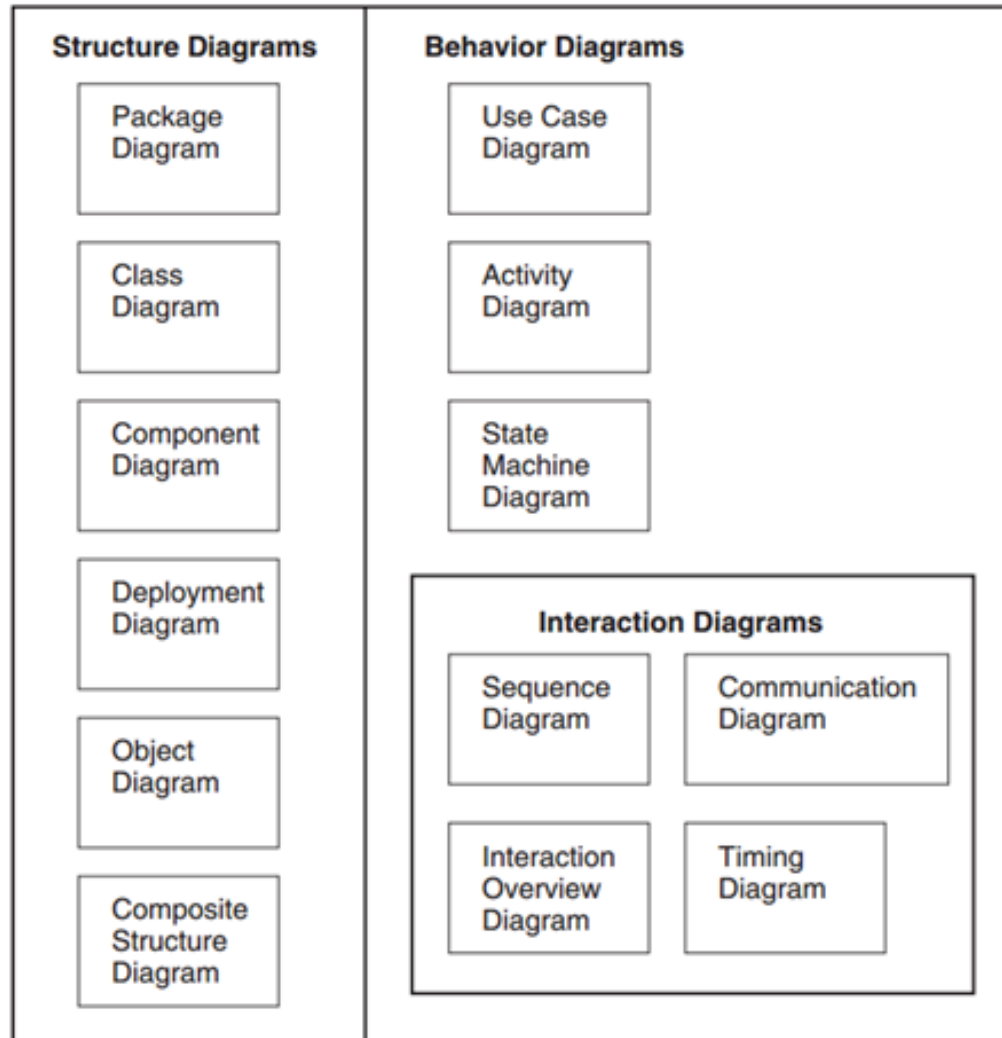 Structure Diagrams
Package
Diagram
Class
Diagram
Component
Diagram
Deployment
Diagram
Object
Diagram
Composite
Structure
Diagram
Behavior Diagrams
Use Case
Diagram
Activity
Diagram
State
Machine
Diagram
Interaction Diagrams
Sequence
Diagram
Communication
Diagram
Interaction
Overview
Diagram
Timing
Diagram